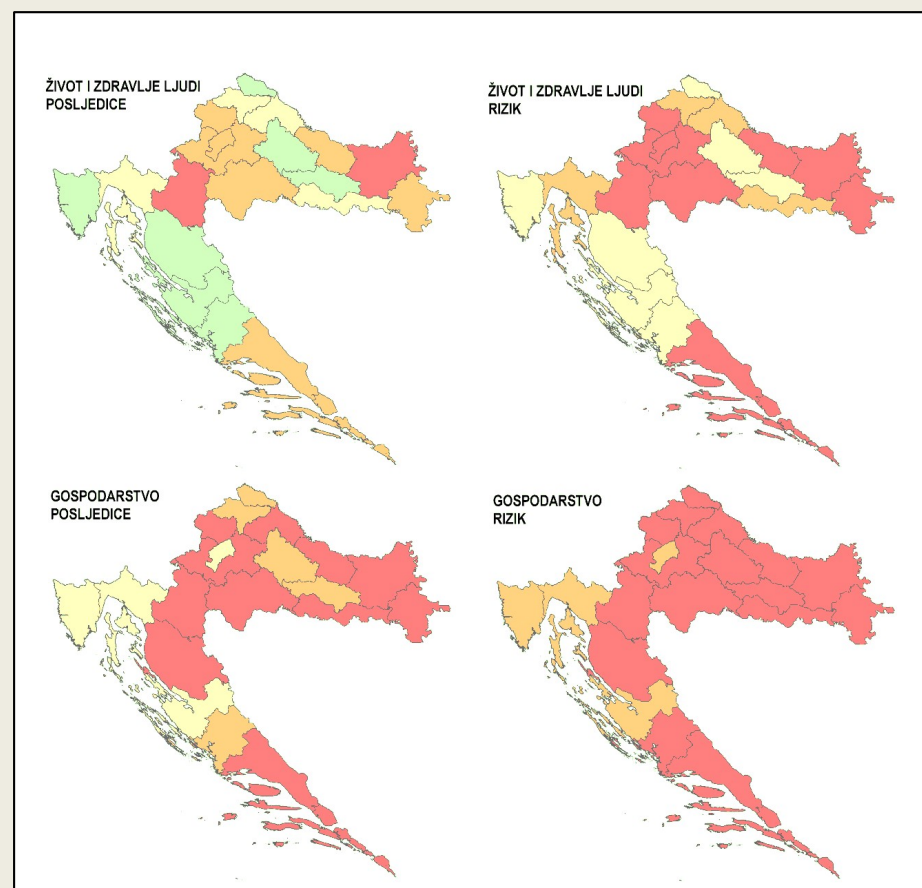 ŽIVOT I ZDRAVLJE LJUDI
POSLJEDICE
ŽIVOT I ZDRAVLJE LJUDI
RIZIK
GOSPODARSTVO
POSLJEDICE
GOSPODARSTVO
RIZIK